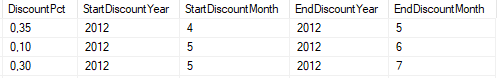 DiscountPct StartDiscountYear StartDiscountMonth EndDiscountYear EndDiscountMonth
0,35 2012 4 2012 5
0,10 2012 5 2012 6
0,30 2012 5 2012 7